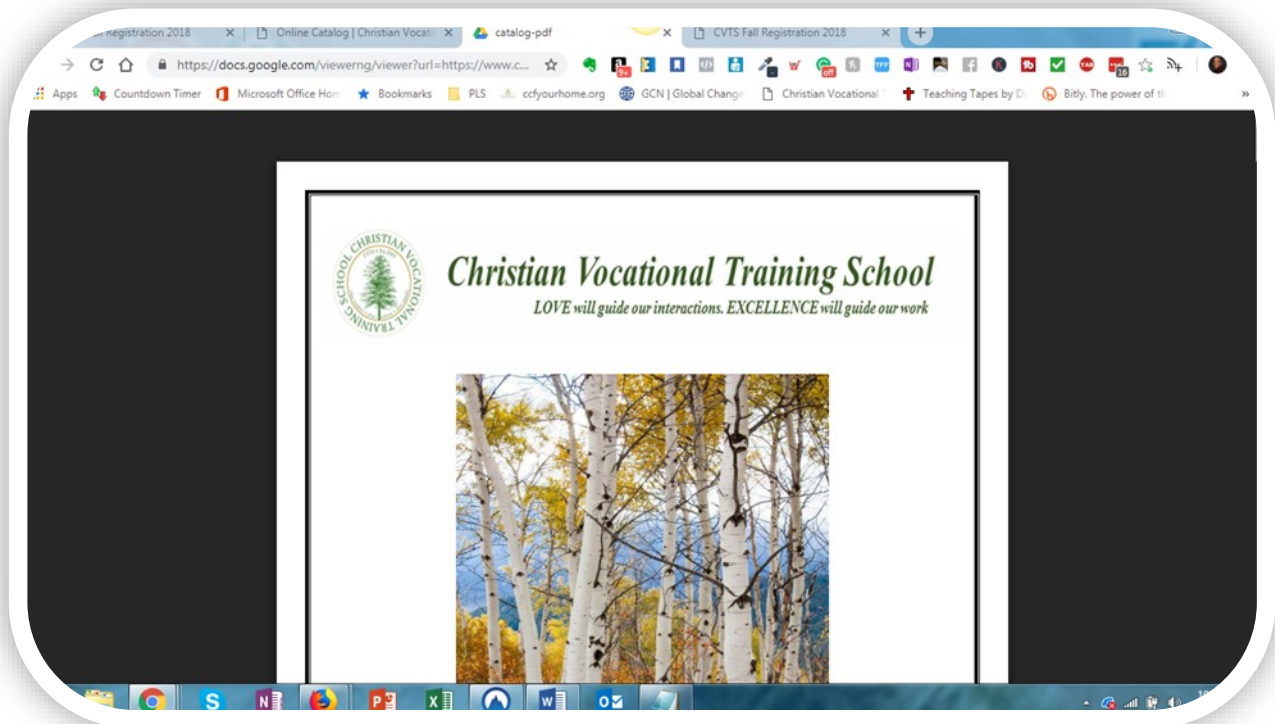 Registration 2018
Online Catalog | Christian Vocati
catalog-pdf
CVTS Fall Registration 2018
https://docs.google.com/viewerng/viewer?url=https://www.c...
9+
off
16
Apps
Countdown Timer
Microsoft Office Hom
Bookmarks
PLS
ccfyourhome.org
GCN | Global Change
Christian Vocational
Teaching Tapes by D
Bitly. The power of th
»
SCHOOL CHRISTIAN VOCATIONAL TRAINING
Christian Vocational Training School
LOVE will guide our interactions. EXCELLENCE will guide our work